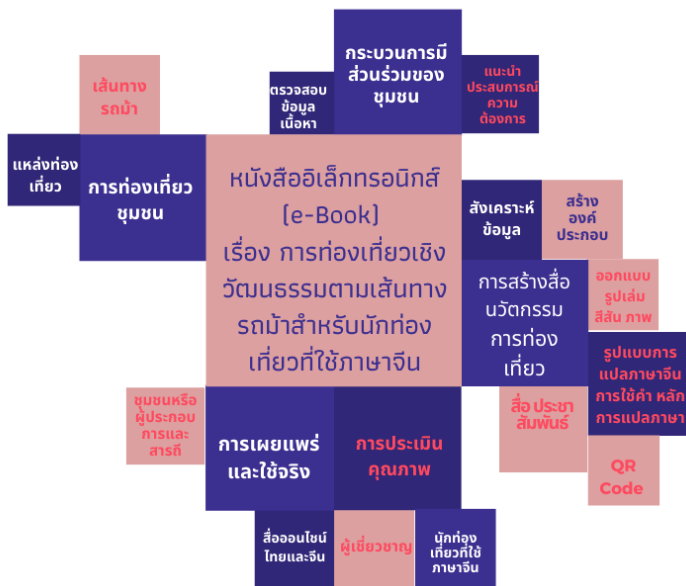 กระบวนการมี
ส่วนร่วมของ
ชุมชน
ตรวจสอบ
ข้อมูล
เนื้อหา
แนะนำ
ประสบการณ์
ความ
ต้องการ
เส้นทาง
รถม้า
แหล่งท่อง
เที่ยว
การท่องเที่ยว
ชุมชน
หนังสืออิเล็กทรอนิกส์
(e-Book)
เรื่อง การท่องเที่ยวเชิง
วัฒนธรรมตามเส้นทาง
รถม้าสำหรับนักท่อง
เที่ยวที่ใช้ภาษาจีน
สังเคราะห์
ข้อมูล
สร้าง
องค์
ประกอบ
การสร้างสื่อ
นวัตกรรม
การท่อง
เที่ยว
ออกแบบ
รูปเล่ม
สีสัน ภาพ
รูปแบบการ
แปลภาษาจีน
การใช้คำ หลัก
การแปลภาษา
สื่อ ประชา
สัมพันธ์
QR
Code
ชุมชนหรือ
ผู้ประกอบ
การและ
สารถี
การเผยแพร่
และใช้จริง
การประเมิน
คุณภาพ
สื่อออนไชน์
ไทยและจีน
ผู้เชี่ยวชาญ
นักท่อง
เที่ยวที่ใช้
ภาษาจีน